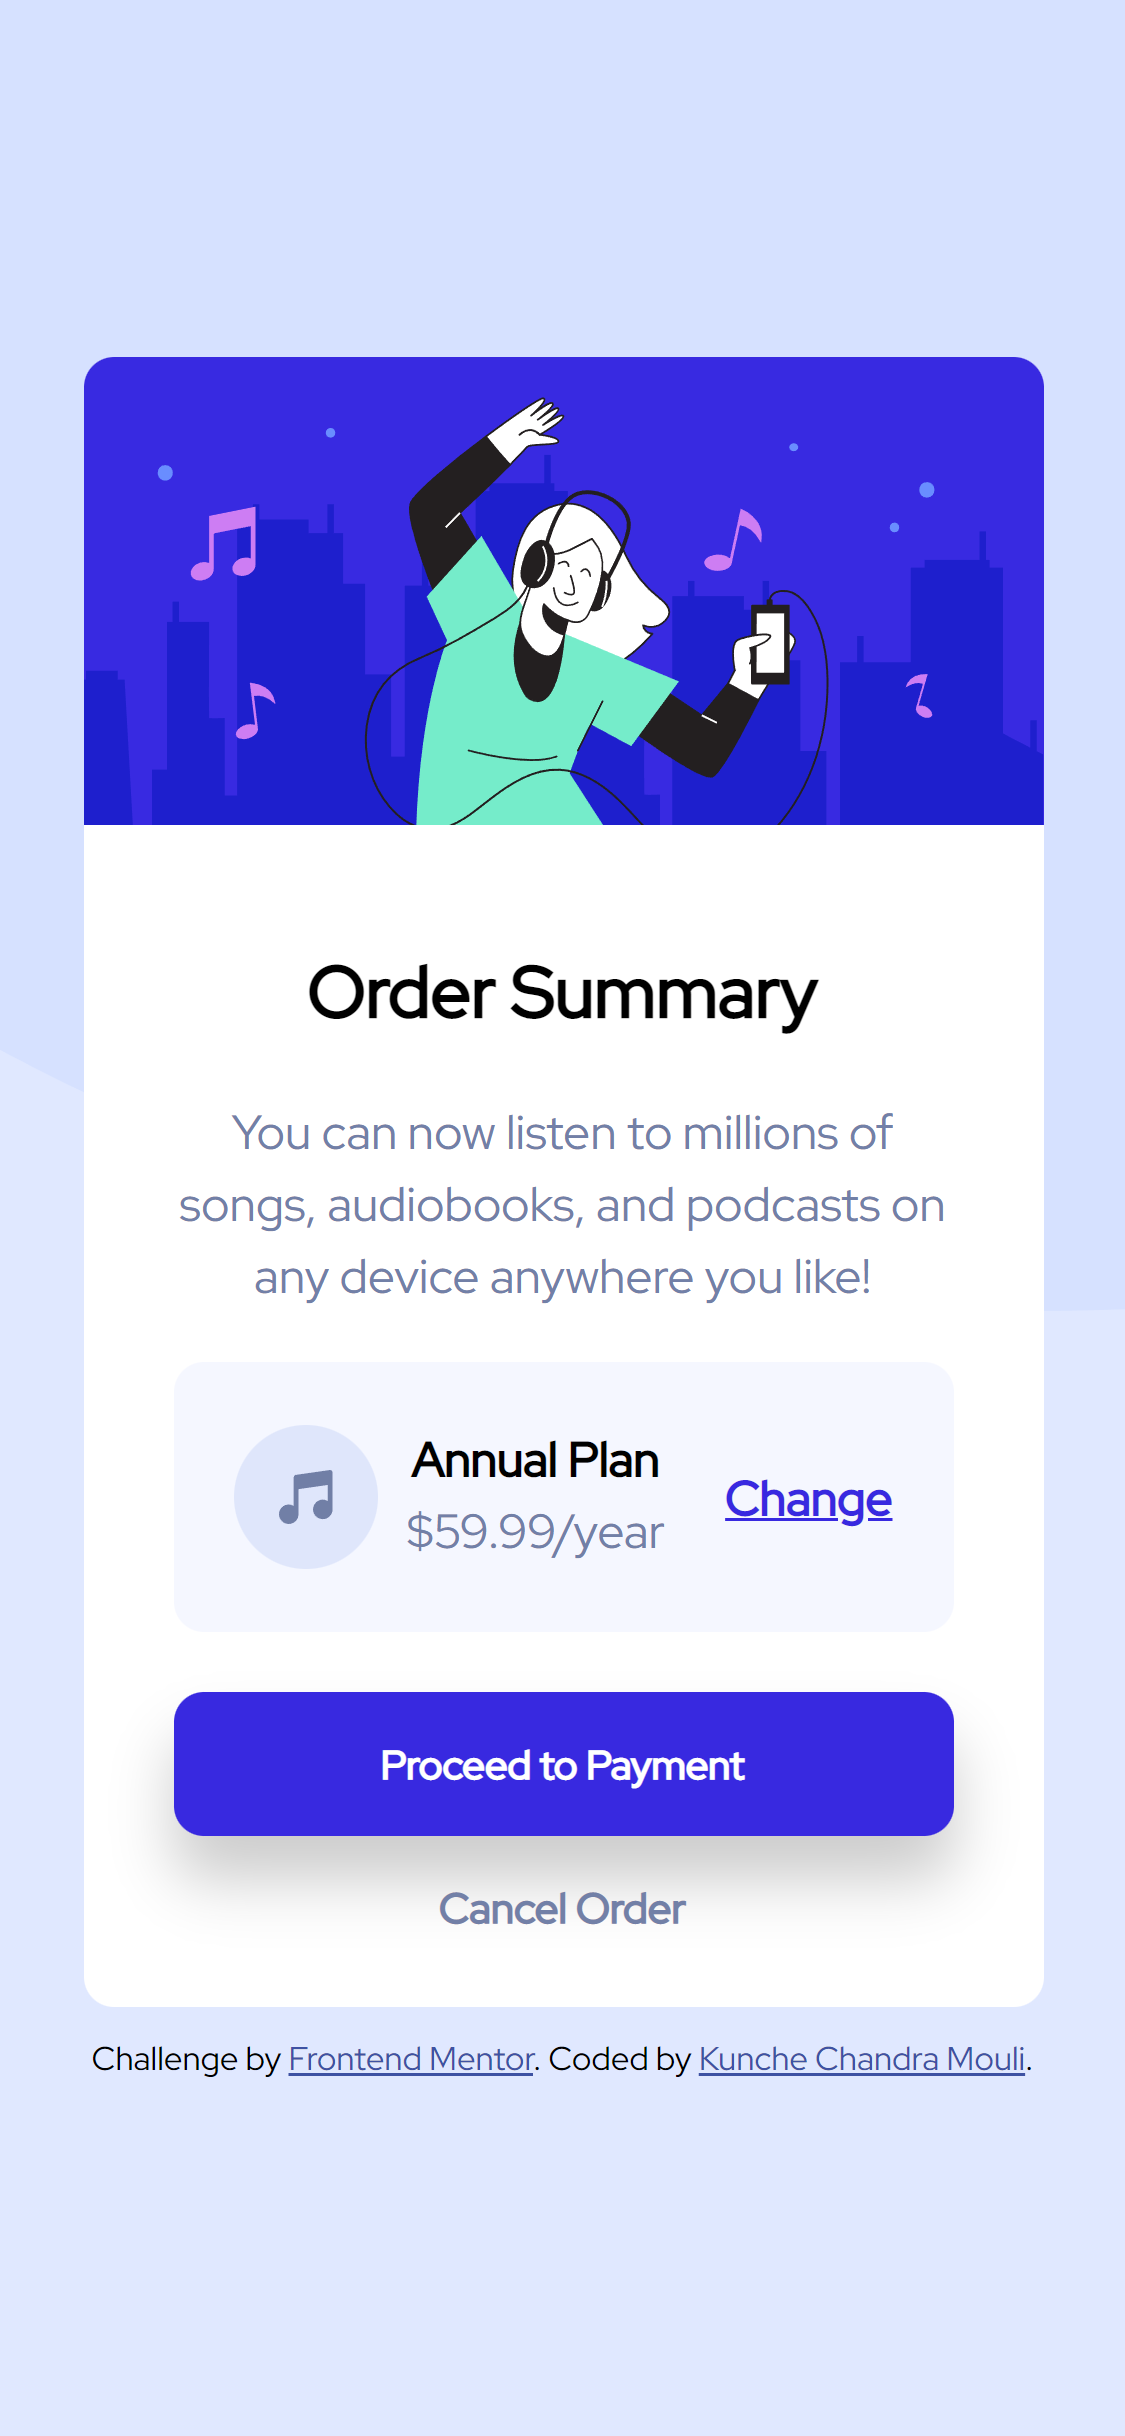 Order Summary
You can now listen to millions of
songs, audiobooks, and podcasts on
any device anywhere you like!
Annual Plan
$59.99/year
Change
Proceed to Payment
Cancel Order
Challenge by Frontend Mentor. Coded by Kunche Chandra Mouli.